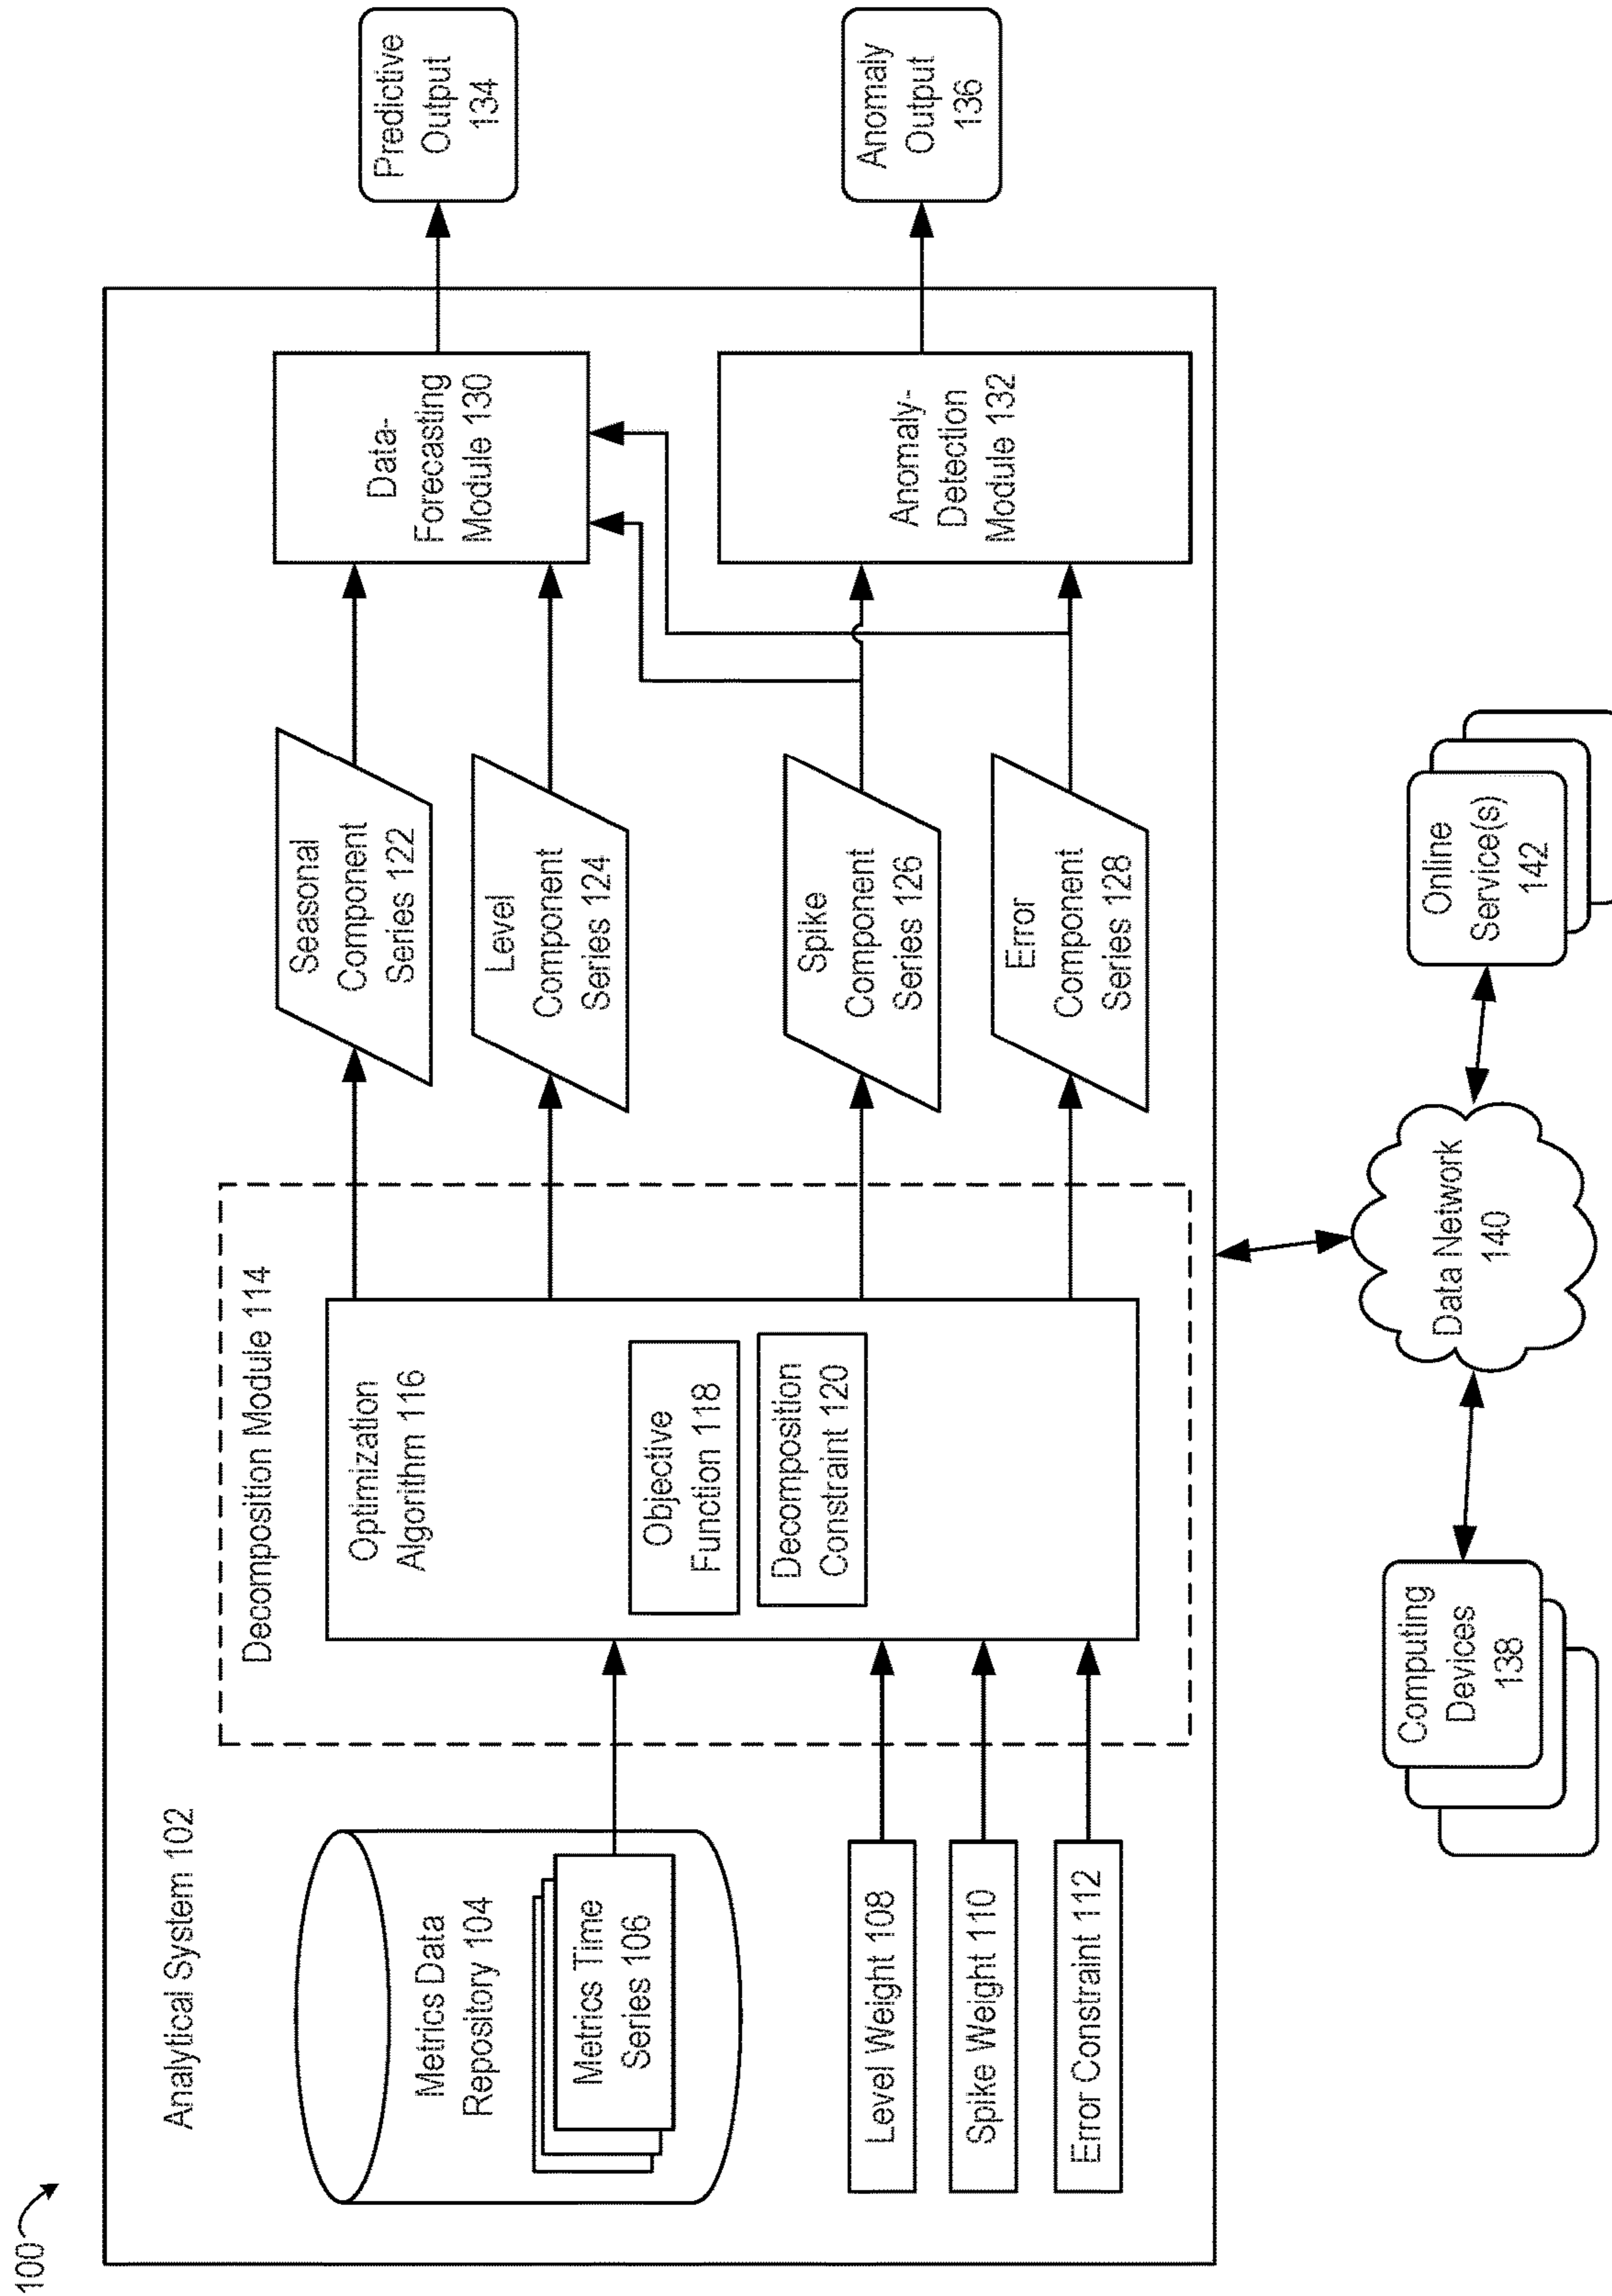 100
Analytical System 102
Metrics Data
Repository 104
Metrics Time
Series 106
Level Weight 108
Spike Weight 110
Error Constraint 112
Decomposition Module 114
Optimization
Algorithm 116
Objective
Function 118
Decomposition
Constraint 120
Seasonal
Component
Series 122
Level
Component
Series 124
Spike
Component
Series 126
Error
Component
Series 128
Data-
Forecasting
Module 130
Anomaly-
Detection
Module 132
Predictive
Output
134
Anomaly
Output
136
Computing
Devices
138
Data Network
140
Online
Service(s)
142